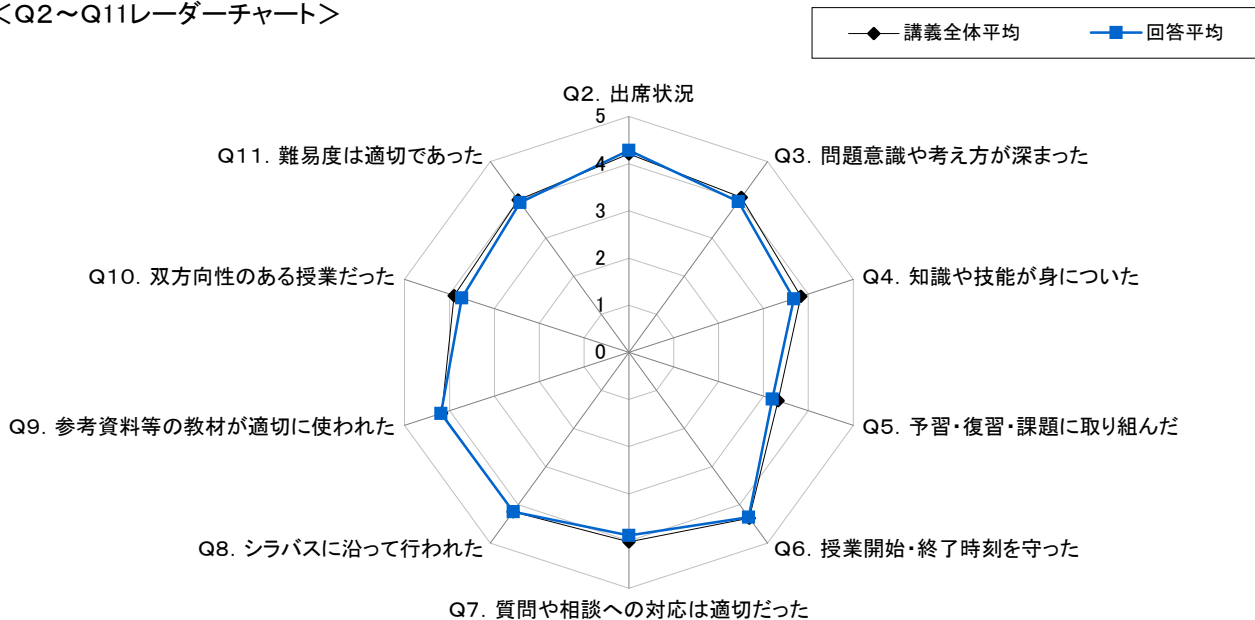 ＜Q2～Q11レーダーチャート＞
講義全体平均
回答平均
Q2．出席状況
Q3．問題意識や考え方が深まった
Q4．知識や技能が身についた
Q5．予習・復習・課題に取り組んだ
Q6．授業開始・終了時刻を守った
Q7．質問や相談への対応は適切だった
Q8．シラバスに沿って行われた
Q9．参考資料等の教材が適切に使われた
Q10．双方向性のある授業だった
Q11．難易度は適切であった
5
4
3
2
1
0